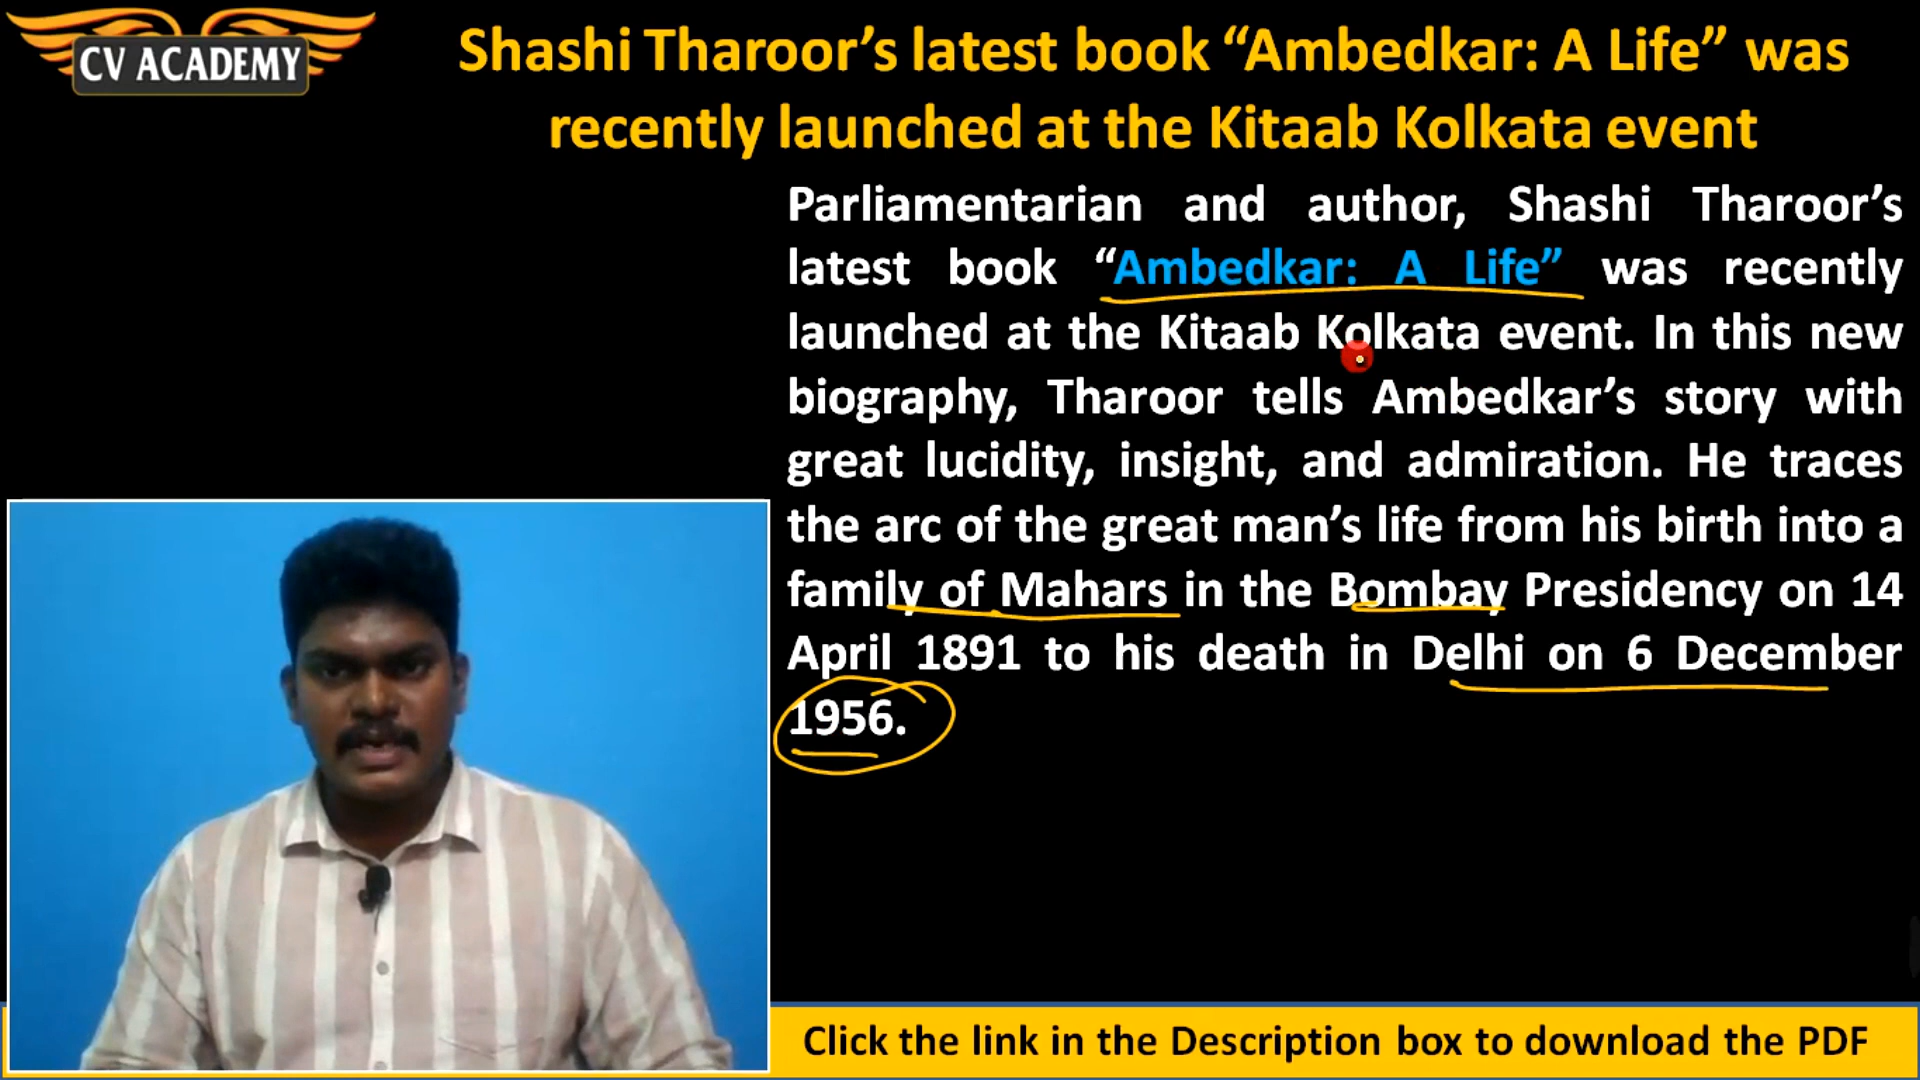 CV ACADEMY
Shashi Tharoor’s latest book “Ambedkar: A Life” was
recently launched at the Kitaab Kolkata event
Parliamentarian and author, Shashi Tharoor’s
latest book “Ambedkar: A Life” was recently
launched at the Kitaab Kolkata event. In this new
biography, Tharoor tells Ambedkar’s story with
great lucidity, insight, and admiration. He traces
the arc of the great man’s life from his birth into a
family of Mahars in the Bombay Presidency on 14
April 1891 to his death in Delhi on 6 December
1956.
Click the link in the Description box to download the PDF